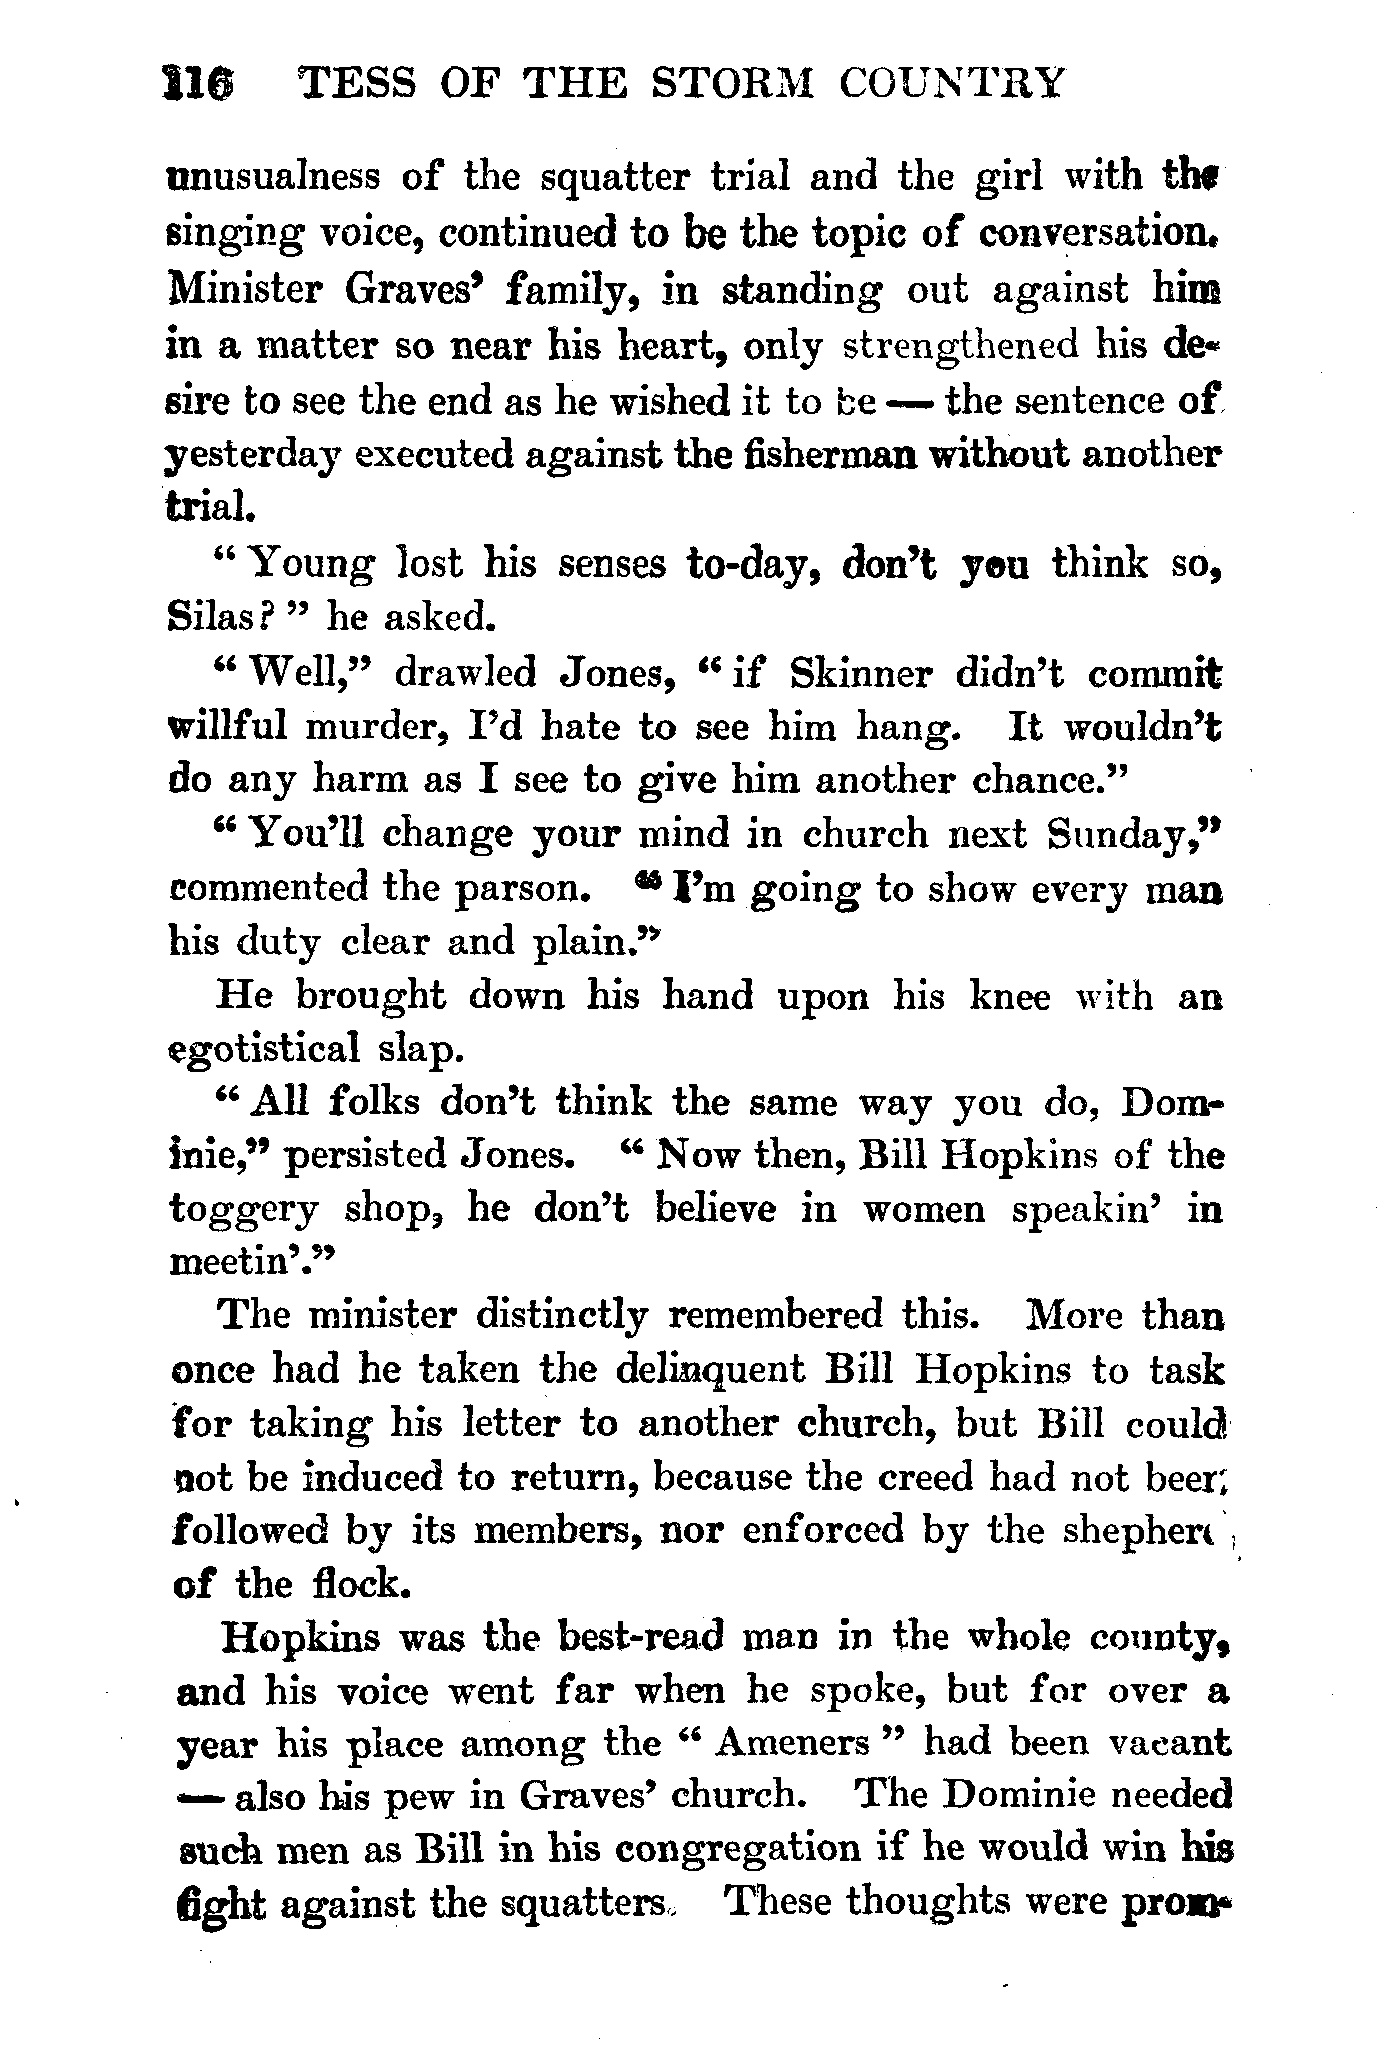 116 TESS OF THE STORM COUNTRY
unusualness of the squatter trial and the girl with the
singing voice, continued to be the topic of conversation.
Minister Graves’ family, in standing out against him
in a matter so near his heart, only strengthened his de-
sire to see the end as he wished it to be — the sentence of
yesterday executed against the fisherman without another
trial.
“ Young lost his senses to-day, don’t you think so,
Silas? ” he asked.
“ Well,” drawled Jones, “ if Skinner didn’t commit
willful murder, I’d hate to see him hang. It wouldn’t
do any harm as I see to give him another chance.”
“ You’ll change your mind in church next Sunday,”
commented the parson. “ I’m going to show every man
his duty clear and plain.”
He brought down his hand upon his knee with an
egotistical slap.
“ All folks don’t think the same way you do, Dom-
inie,” persisted Jones. “ Now then, Bill Hopkins of the
toggery shop, he don’t believe in women speakin’ in
meetin’.”
The minister distinctly remembered this. More than
once had he taken the delinquent Bill Hopkins to task
for taking his letter to another church, but Bill could
not be induced to return, because the creed had not been
followed by its members, nor enforced by the shepherd
of the flock.
Hopkins was the best-read man in the whole county,
and his voice went far when he spoke, but for over a
year his place among the “ Ameners ” had been vacant
— also his pew in Graves’ church. The Dominie needed
such men as Bill in his congregation if he would win his
fight against the squatters. These thoughts were prom-